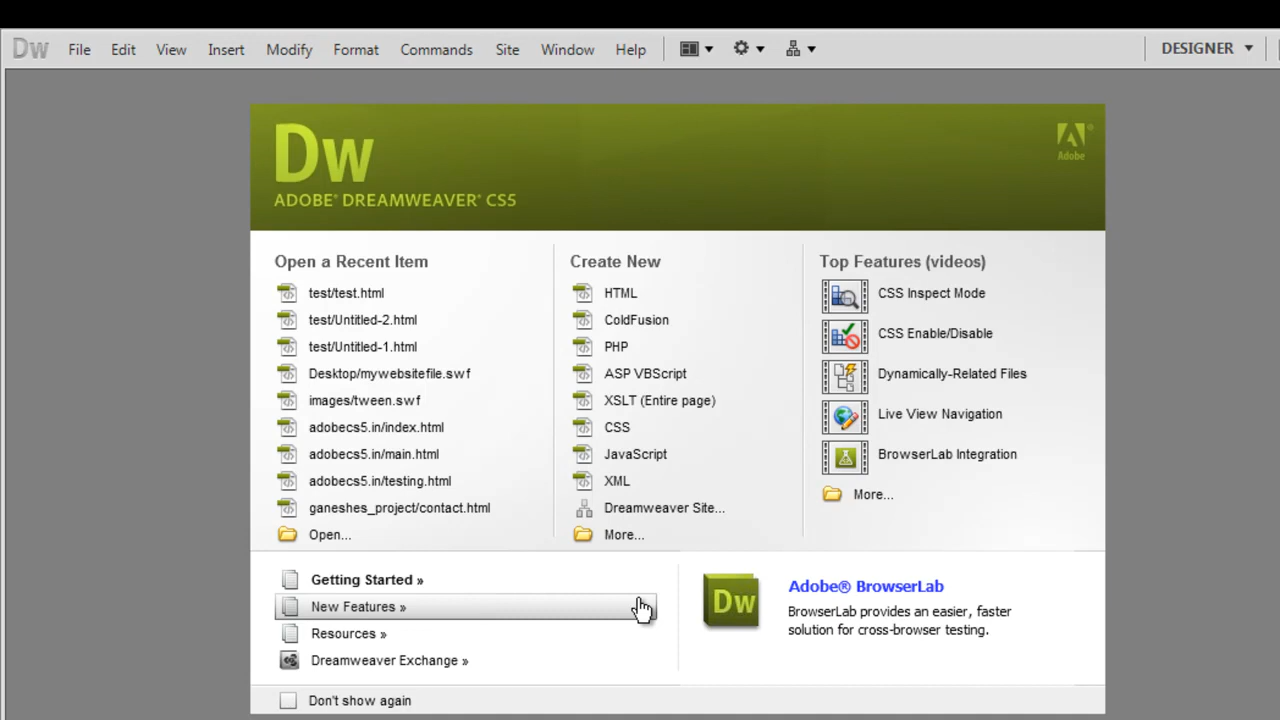 Dw File Edit View Insert Modify Format Commands Site Window Help DESIGNER
Dw
ADOBE® DREAMWEAVER® CS5
Adobe®
Open a Recent Item
test/test.html
test/Untitled-2.html
test/Untitled-1.html
Desktop/mywebsitefile.swf
images/tween.swf
adobecs5.in/index.html
adobecs5.in/main.html
adobecs5.in/testing.html
ganeshes_project/contact.html
Open...
Create New
HTML
ColdFusion
PHP
ASP VBScript
XSLT (Entire page)
CSS
JavaScript
XML
Dreamweaver Site...
More...
Top Features (videos)
CSS Inspect Mode
CSS Enable/Disable
Dynamically-Related Files
Live View Navigation
BrowserLab Integration
More...
Getting Started »
New Features »
Resources »
Dreamweaver Exchange »
Dw
Adobe® BrowserLab
BrowserLab provides an easier, faster
solution for cross-browser testing.
Don't show again